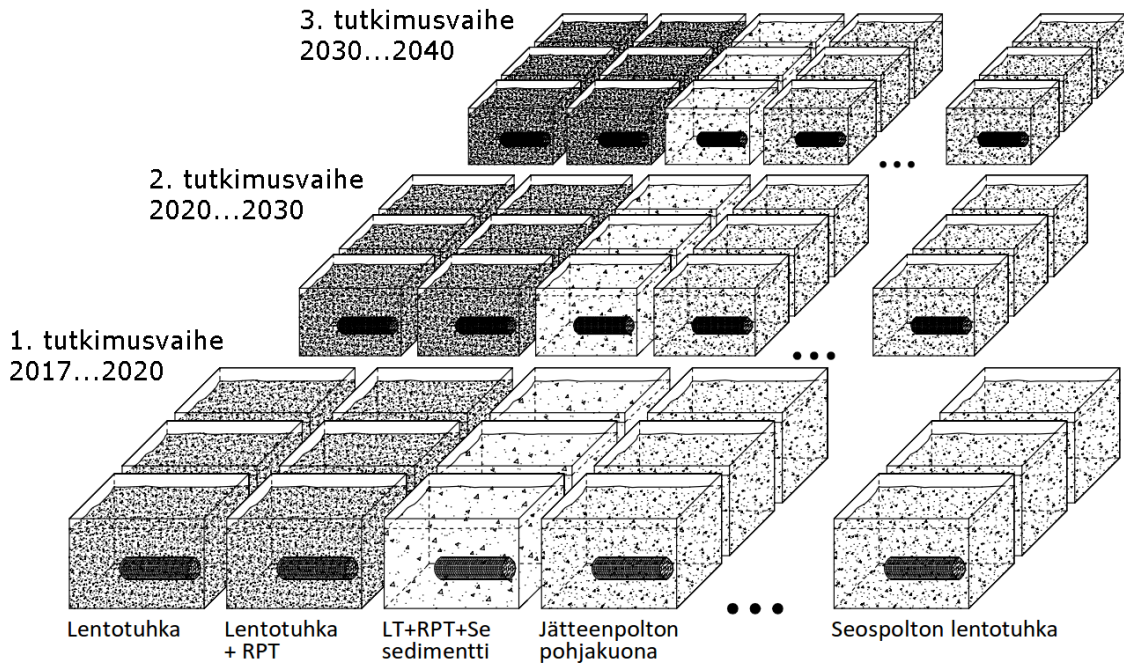 3. tutkimusvaihe
2030...2040
2. tutkimusvaihe
2020...2030
1. tutkimusvaihe
2017...2020
Lentotuhka
Lentotuhka
+ RPT
LT+RPT+Se
sedimentti
Jätteenpolton
pohjakuona
Seospolton lentotuhka